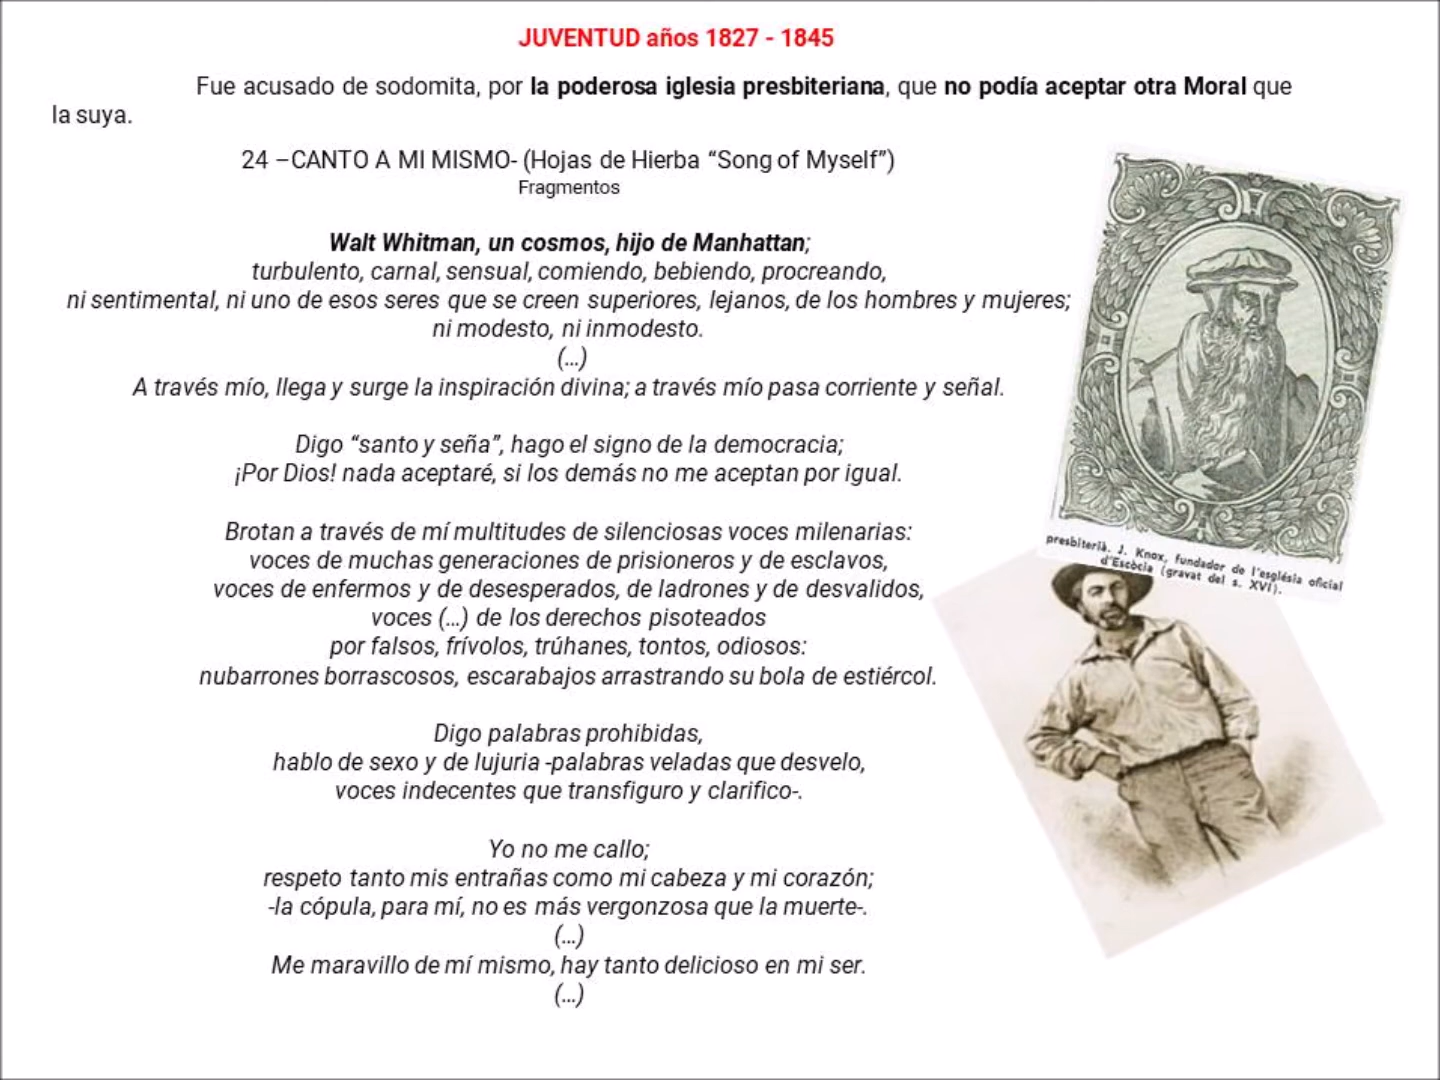 JUVENTUD años 1827 - 1845
Fue acusado de sodomita, por la poderosa iglesia presbiteriana, que no podía aceptar otra Moral que
la suya.
24 –CANTO A MI MISMO- (Hojas de Hierba “Song of Myself”)
Fragmentos
Walt Whitman, un cosmos, hijo de Manhattan;
turbulento, carnal, sensual, comiendo, bebiendo, procreando,
ni sentimental, ni uno de esos seres que se creen superiores, lejanos, de los hombres y mujeres;
ni modesto, ni inmodesto.
(...)
A través mío, llega y surge la inspiración divina; a través mío pasa corriente y señal.
Digo “santo y seña”, hago el signo de la democracia;
¡Por Dios! nada aceptaré, si los demás no me aceptan por igual.
Brotan a través de mí multitudes de silenciosas voces milenarias:
voces de muchas generaciones de prisioneros y de esclavos,
voces de enfermos y de desesperados, de ladrones y de desvalidos,
voces (...) de los derechos pisoteados
por falsos, frívolos, trúhanes, tontos, odiosos:
nubarrones borrascosos, escarabajos arrastrando su bola de estiércol.
Digo palabras prohibidas,
hablo de sexo y de lujuria -palabras veladas que desvelo,
voces indecentes que transfiguro y clarifico-.
Yo no me callo;
respeto tanto mis entrañas como mi cabeza y mi corazón;
-la cópula, para mí, no es más vergonzosa que la muerte-.
(...)
Me maravillo de mí mismo, hay tanto delicioso en mi ser.
(...)
presbiterià. J. Knox, fundador de l'església oficial
d'Escòcia (gravat del s. XVI).